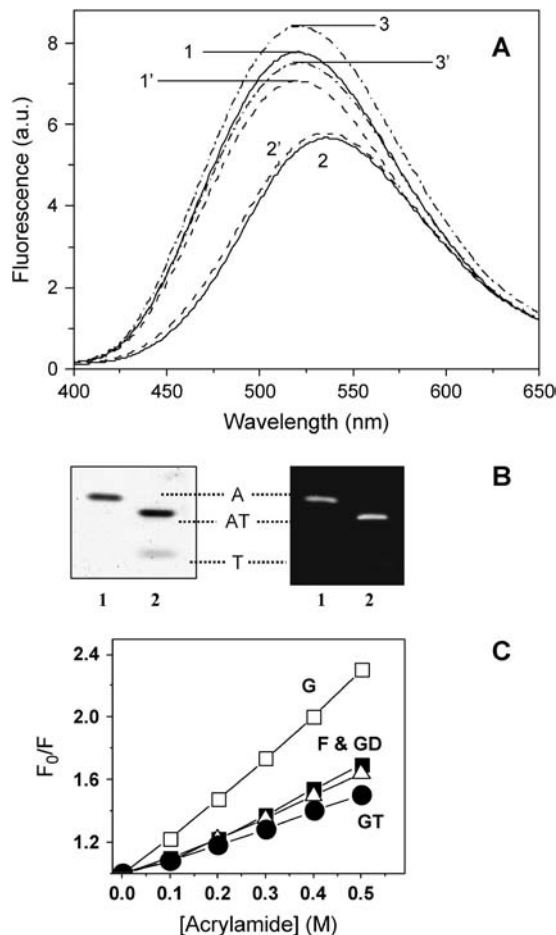 A
8
6
4
2
0
Fluorescence (a.u.)
1
1'
3
3'
2'
2
400
450
500
550
600
650
Wavelength (nm)
B
A
AT
T
1
2
1
2
C
2.4
2.0
1.6
1.2
F0/F
G
F & GD
GT
0.0
0.1
0.2
0.3
0.4
0.5
[Acrylamide] (M)